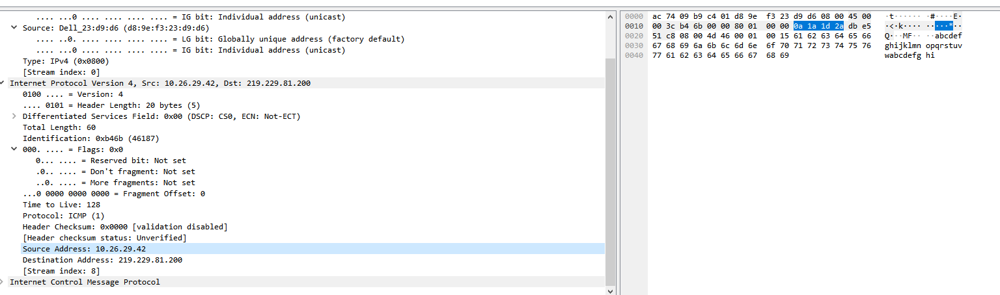 .... ...0 .... .... .... .... = IG bit: Individual address (unicast)
Source: Dell_23:d9:d6 (d8:9e:f3:23:d9:d6)
.... ..0. .... .... .... .... = LG bit: Globally unique address (factory default)
.... ...0 .... .... .... .... = IG bit: Individual address (unicast)
Type: IPv4 (0x0800)
[Stream index: 0]
Internet Protocol Version 4, Src: 10.26.29.42, Dst: 219.229.81.200
0100 .... = Version: 4
.... 0101 = Header Length: 20 bytes (5)
Differentiated Services Field: 0x00 (DSCP: CS0, ECN: Not-ECT)
Total Length: 60
Identification: 0xb46b (46187)
000. .... = Flags: 0x0
0... .... = Reserved bit: Not set
.0.. .... = Don't fragment: Not set
..0. .... = More fragments: Not set
...0 0000 0000 0000 = Fragment Offset: 0
Time to Live: 128
Protocol: ICMP (1)
Header Checksum: 0x0000 [validation disabled]
[Header checksum status: Unverified]
Source Address: 10.26.29.42
Destination Address: 219.229.81.200
[Stream index: 8]
Internet Control Message Protocol
0000 ac 74 09 b9 c4 01 d8 9e f3 23 d9 d6 08 00 45 00 ·t······ ·#····E·
0010 00 3c b4 6b 00 00 80 01 00 00 0a 1a 1d 2a db e5 ·<·k···· ·····*··
0020 51 c8 08 00 4d 46 00 01 00 15 61 62 63 64 65 66 Q···MF·· ··abcdef
0030 67 68 69 6a 6b 6c 6d 6e 6f 70 71 72 73 74 75 76 ghijklmn opqrstuv
0040 77 61 62 63 64 65 66 67 68 69 wabcdefg hi